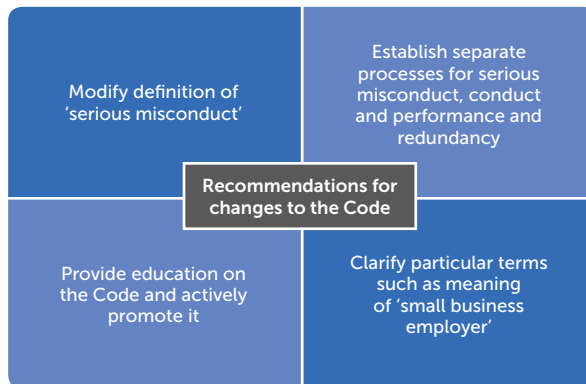 Modify definition of
‘serious misconduct’
Establish separate
processes for serious
misconduct, conduct
and performance and
redundancy
Recommendations for
changes to the Code
Provide education on
the Code and actively
promote it
Clarify particular terms
such as meaning
of ‘small business
employer’